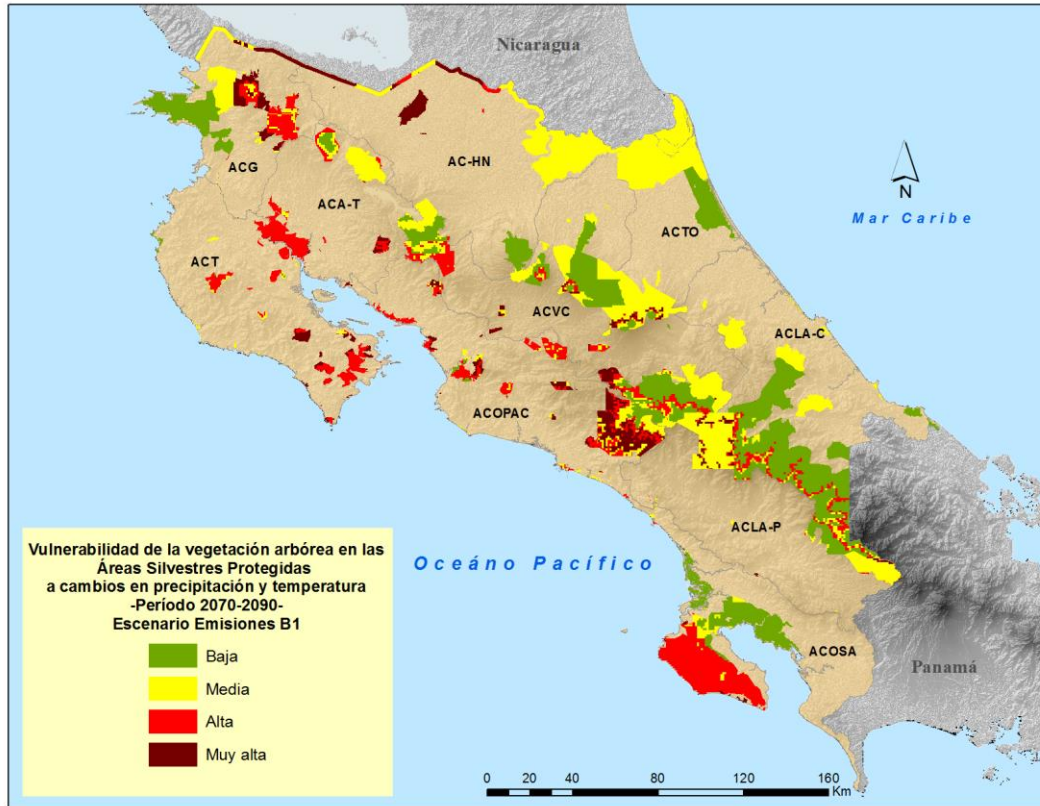 Nicaragua
N
Mar Caribe
ACG
AC-HN
ACA-T
ACTO
ACT
ACVC
ACLA-C
ACOPAC
ACLA-P
Oceáno Pacífico
ACOSA
Panamá
Vulnerabilidad de la vegetación arbórea en las
Áreas Silvestres Protegidas
a cambios en precipitación y temperatura
-Período 2070-2090-
Escenario Emisiones B1
Baja
Media
Alta
Muy alta
0 20 40 80 120 160
Km